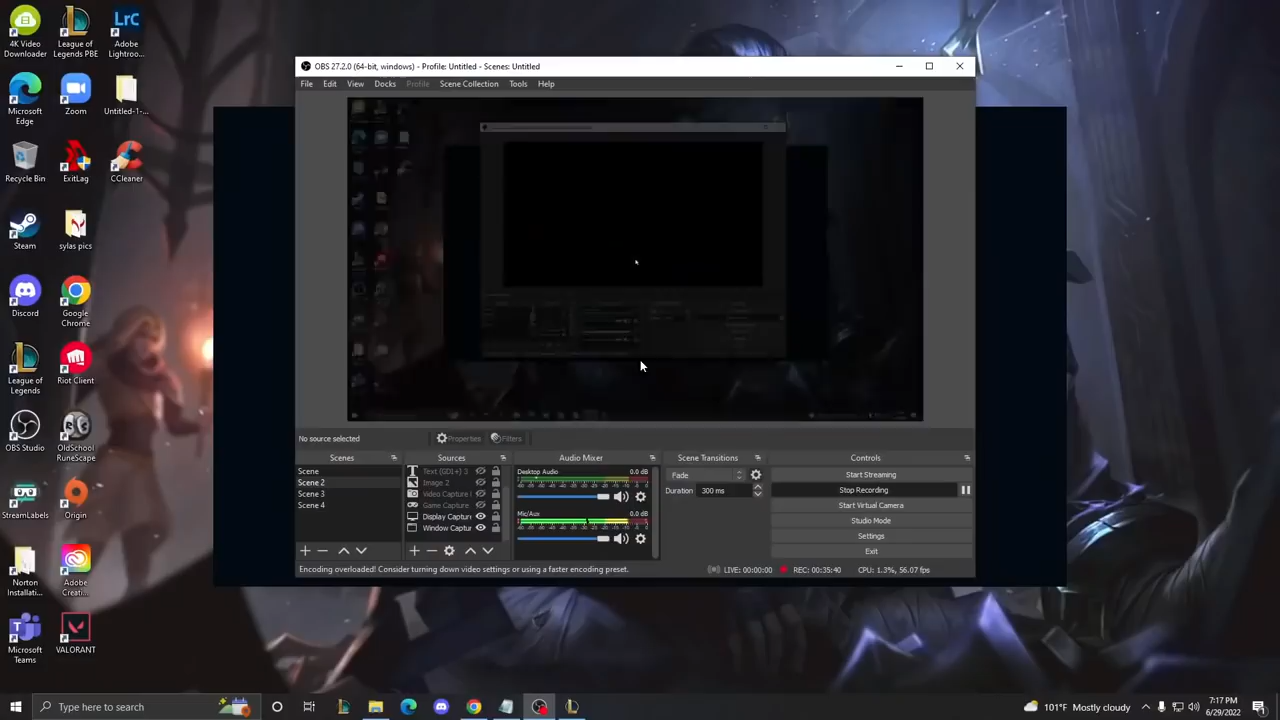 4K Video Downloader
League of Legends PBE
Adobe Lightroo...
Microsoft Edge
Zoom
Untitled-1-...
Recycle Bin
ExitLag
CCleaner
Steam
sylas pics
Discord
Google Chrome
League of Legends
Riot Client
OBS Studio
OldSchool RuneScape
StreamLabels
Origin
Norton Installati...
Adobe Creati...
Microsoft Teams
VALORANT
OBS 27.2.0 (64-bit, windows) - Profile: Untitled - Scenes: Untitled
File Edit View Docks Profile Scene Collection Tools Help
No source selected
Properties
Filters
Scenes
Scene
Scene 2
Scene 3
Scene 4
Sources
Text (GDI+) 3
Image 2
Video Capture
Game Capture
Display Captur
Window Captur
Audio Mixer
Desktop Audio 0.0 dB
Mic/Aux 0.0 dB
Scene Transitions
Fade
Duration 300 ms
Controls
Start Streaming
Stop Recording
Start Virtual Camera
Studio Mode
Settings
Exit
Encoding overloaded! Consider turning down video settings or using a faster encoding preset.
LIVE: 00:00:00 REC: 00:35:40 CPU: 1.3%, 56.07 fps
Type here to search
LrC
101°F Mostly cloudy
7:17 PM
6/29/2022